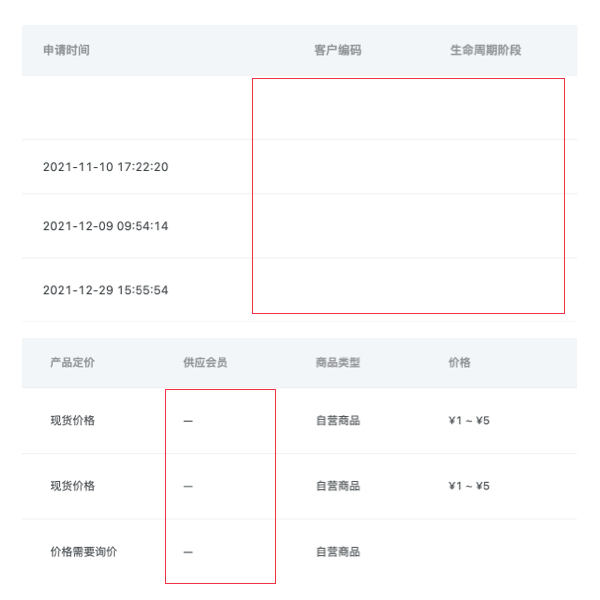 申请时间 客户编码 生命周期阶段
2021-11-10 17:22:20
2021-12-09 09:54:14
2021-12-29 15:55:54
产品定价 供应会员 商品类型 价格
现货价格 — 自营商品 ¥1 ~ ¥5
现货价格 — 自营商品 ¥1 ~ ¥5
价格需要询价 — 自营商品